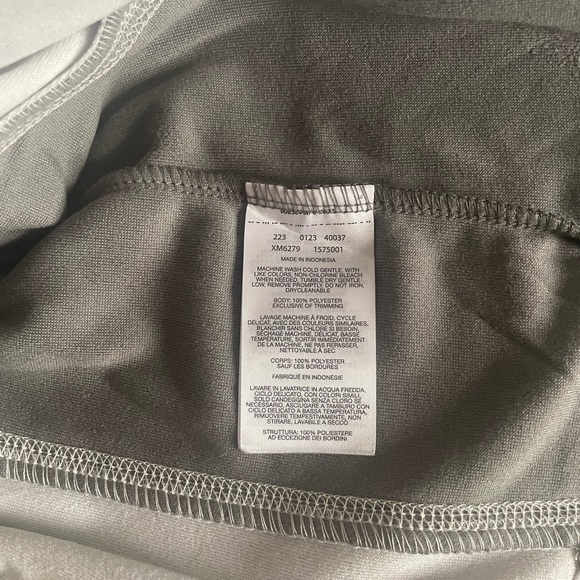 223 0123 40037
XM6279 1575001
MADE IN INDONESIA
MACHINE WASH COLD GENTLE, WITH
LIKE COLORS, NON-CHLORINE BLEACH
WHEN NEEDED, TUMBLE DRY GENTLE
LOW, REMOVE PROMPTLY, DO NOT IRON,
DRYCLEANABLE
BODY: 100% POLYESTER
EXCLUSIVE OF TRIMMING
LAVAGE MACHINE À FROID, CYCLE
DÉLICAT, AVEC DES COULEURS SIMILAIRES,
BLANCHIR SANS CHLORE SI BESOIN,
SÉCHAGE MACHINE, DÉLICAT, BASSE
TEMPÉRATURE, SORTIR IMMÉDIATEMENT
DE LA MACHINE, NE PAS REPASSER,
NETTOYABLE À SEC
CORPS: 100% POLYESTER
SAUF LES BORDURES
FABRIQUÉ EN INDONÉSIE
LAVARE IN LAVATRICE IN ACQUA FREDDA,
CICLO DELICATO, CON COLORI SIMILI,
SOLO CANDEGGINA SENZA CLORO SE
NECESSARIO, ASCIUGARE A TAMBURO CON
CICLO DELICATO A BASSA TEMPERATURA,
RIMUOVERE TEMPESTIVAMENTE, NON
STIRARE, LAVABILE A SECCO
STRUTTURA: 100% POLIESTERE
AD ECCEZIONE DEI BORDINI